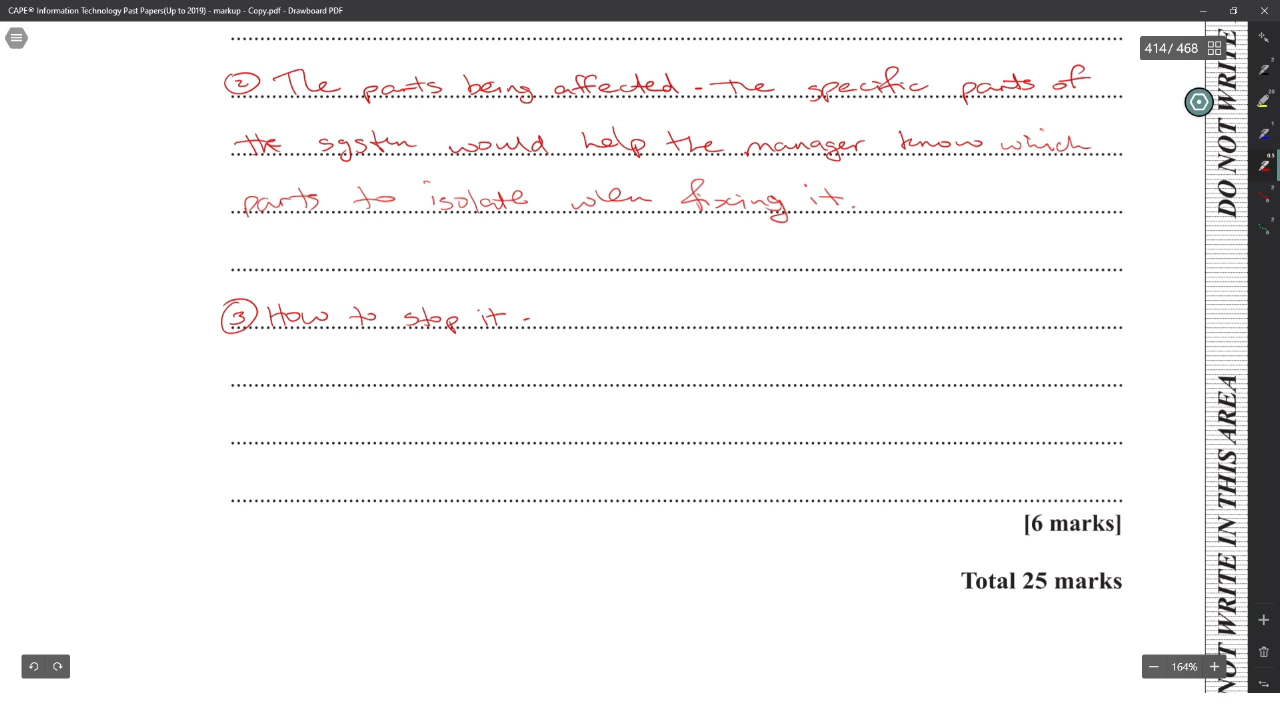 CAPE® Information Technology Past Papers(Up to 2019) - markup - Copy.pdf - Drawboard PDF
414 / 468
② The parts being affected - The specific parts of
the system would help the manager know which
parts to isolate when fixing it.
③ How to stop it -
[6 marks]
Total 25 marks
DO NOT WRITE
NOT WRITE IN THIS AREA
164%